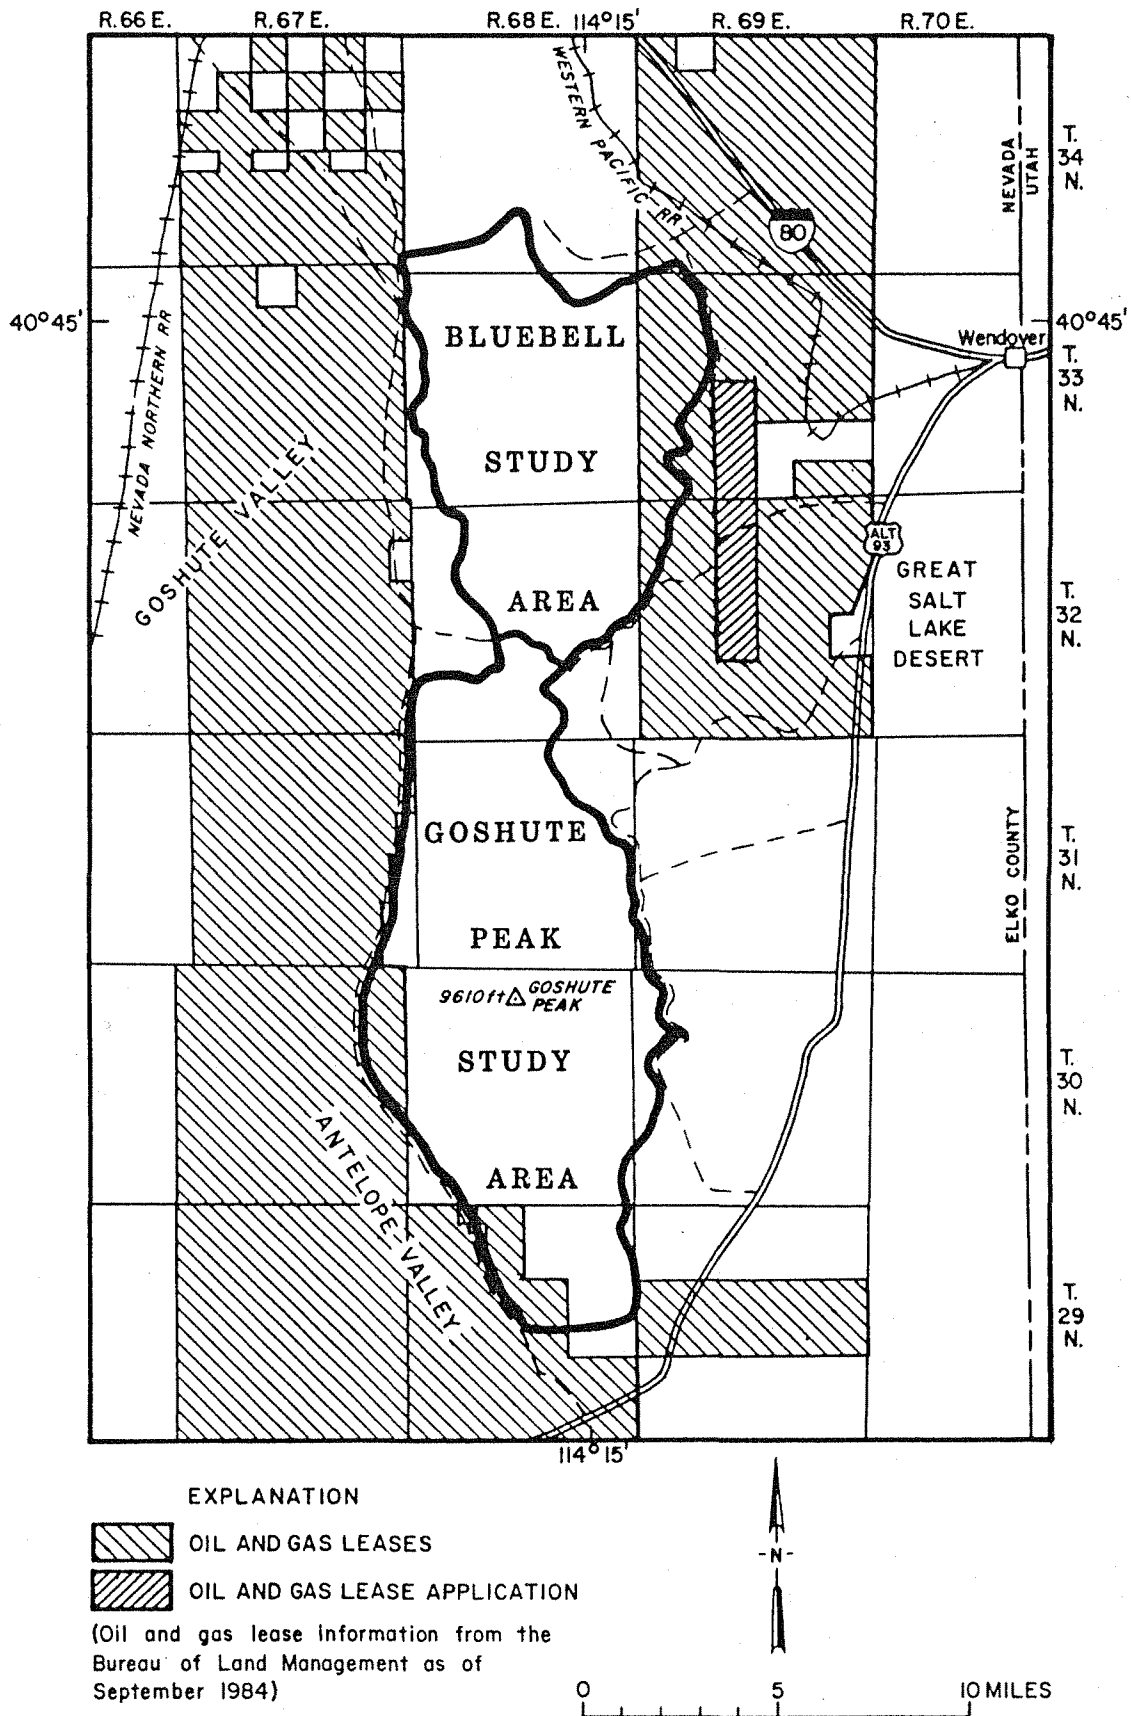 R.66 E. R.67 E. R.68 E. 114°15' R.69 E. R.70 E.
WESTERN PACIFIC RR
T.
34
N.
NEVADA
UTAH
80
40°45'
40°45'
BLUEBELL
Wendover
T.
33
N.
NEVADA NORTHERN RR
GOSHUTE VALLEY
STUDY
ALT
93
AREA
GREAT
SALT
LAKE
DESERT
T.
32
N.
GOSHUTE
ELKO COUNTY
T.
31
N.
PEAK
9610 ft GOSHUTE
PEAK
STUDY
T.
30
N.
ANTELOPE VALLEY
AREA
T.
29
N.
114°15'
EXPLANATION
OIL AND GAS LEASES
OIL AND GAS LEASE APPLICATION
(Oil and gas lease information from the
Bureau of Land Management as of
September 1984)
-N-
0 5 10 MILES